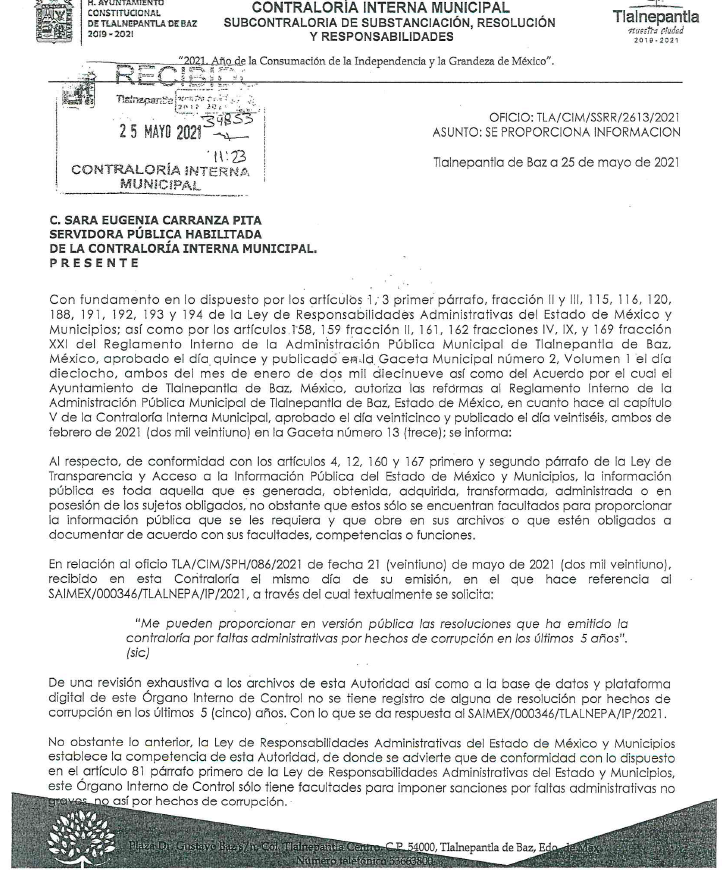 H. AYUNTAMIENTO
CONSTITUCIONAL
DE TLALNEPANTLA DE BAZ
2019 - 2021
CONTRALORÍA INTERNA MUNICIPAL
SUBCONTRALORIA DE SUBSTANCIACIÓN, RESOLUCIÓN
Y RESPONSABILIDADES
Tlalnepantla
nuestra ciudad
2019-2021
"2021. Año de la Consumación de la Independencia y la Grandeza de México".
RECIBIDO
Tlalnepantla
25 MAYO 2021
34853
11:23
CONTRALORÍA INTERNA
MUNICIPAL
OFICIO: TLA/CIM/SSRR/2613/2021
ASUNTO: SE PROPORCIONA INFORMACION
Tlalnepantla de Baz a 25 de mayo de 2021
C. SARA EUGENIA CARRANZA PITA
SERVIDORA PÚBLICA HABILITADA
DE LA CONTRALORÍA INTERNA MUNICIPAL.
P R E S E N T E
Con fundamento en lo dispuesto por los artículos 1, 3 primer párrafo, fracción II y III, 115, 116, 120,
188, 191, 192, 193 y 194 de la Ley de Responsabilidades Administrativas del Estado de México y
Municipios; así como por los artículos 158, 159 fracción II, 161, 162 fracciones IV, IX, y 169 fracción
XXI del Reglamento Interno de la Administración Pública Municipal de Tlalnepantla de Baz,
México, aprobado el día quince y publicado en la Gaceta Municipal número 2, Volumen 1 el día
dieciocho, ambos del mes de enero de dos mil diecinueve así como del Acuerdo por el cual el
Ayuntamiento de Tlalnepantla de Baz, México, autoriza las reformas al Reglamento Interno de la
Administración Pública Municipal de Tlalnepantla de Baz, Estado de México, en cuanto hace al capítulo
V de la Contraloría Interna Municipal, aprobado el día veinticinco y publicado el día veintiséis, ambos de
febrero de 2021 (dos mil veintiuno) en la Gaceta número 13 (trece); se informa:
Al respecto, de conformidad con los artículos 4, 12, 160 y 167 primero y segundo párrafo de la Ley de
Transparencia y Acceso a la Información Pública del Estado de México y Municipios, la información
pública es toda aquella que es generada, obtenida, adquirida, transformada, administrada o en
posesión de los sujetos obligados, no obstante que estos sólo se encuentran facultados para proporcionar
la información pública que se les requiera y que obre en sus archivos o que estén obligados a
documentar de acuerdo con sus facultades, competencias o funciones.
En relación al oficio TLA/CIM/SPH/086/2021 de fecha 21 (veintiuno) de mayo de 2021 (dos mil veintiuno),
recibido en esta Contraloría el mismo día de su emisión, en el que hace referencia al
SAIMEX/000346/TLALNEPA/IP/2021, a través del cual textualmente se solicita:
"Me pueden proporcionar en versión pública las resoluciones que ha emitido la
contraloría por faltas administrativas por hechos de corrupción en los últimos 5 años".
(sic)
De una revisión exhaustiva a los archivos de esta Autoridad así como a la base de datos y plataforma
digital de este Órgano Interno de Control no se tiene registro de alguna de resolución por hechos de
corrupción en los últimos 5 (cinco) años. Con lo que se da respuesta al SAIMEX/000346/TLALNEPA/IP/2021.
No obstante lo anterior, la Ley de Responsabilidades Administrativas del Estado de México y Municipios
establece la competencia de esta Autoridad, de donde se advierte que de conformidad con lo dispuesto
en el artículo 81 párrafo primero de la Ley de Responsabilidades Administrativas del Estado y Municipios,
este Órgano Interno de Control sólo tiene facultades para imponer sanciones por faltas administrativas no
graves, no así por hechos de corrupción.
Plaza Dr. Gustavo Baz s/n, Col. Tlalnepantla Centro, C.P. 54000, Tlalnepantla de Baz, Edo. de Méx.
Número telefónico 53663800